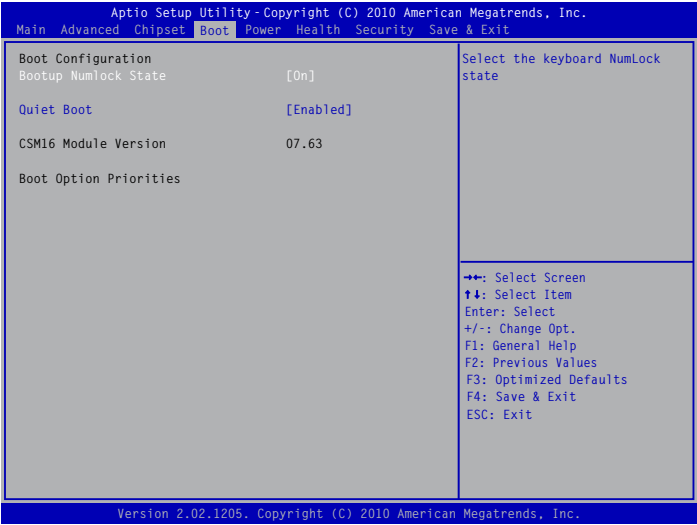 Aptio Setup Utility - Copyright (C) 2010 American Megatrends, Inc.
Main Advanced Chipset Boot Power Health Security Save & Exit
Boot Configuration
Bootup Numlock State [On]
Quiet Boot [Enabled]
CSM16 Module Version 07.63
Boot Option Priorities
Select the keyboard NumLock
state
→←: Select Screen
↑↓: Select Item
Enter: Select
+/-: Change Opt.
F1: General Help
F2: Previous Values
F3: Optimized Defaults
F4: Save & Exit
ESC: Exit
Version 2.02.1205. Copyright (C) 2010 American Megatrends, Inc.